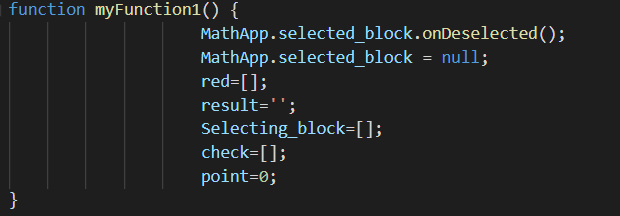 function myFunction1() {
MathApp.selected_block.onDeselected();
MathApp.selected_block = null;
red=[];
result='';
Selecting_block=[];
check=[];
point=0;
}